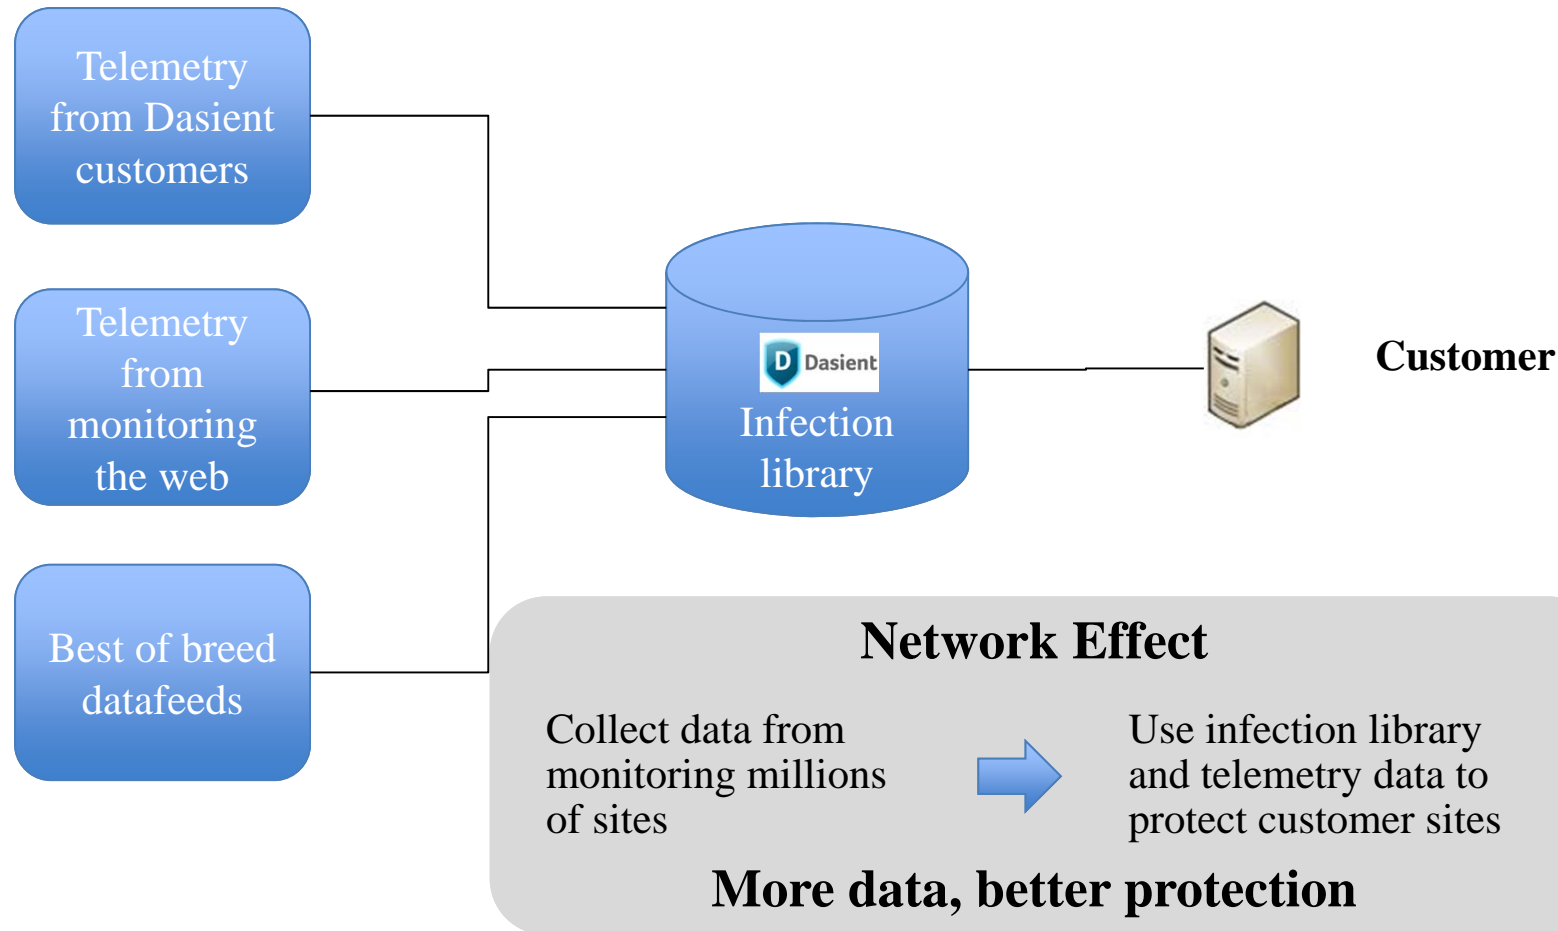 Telemetry
from Dasient
customers
Telemetry
from
monitoring
the web
Best of breed
datafeeds
D Dasient
Infection
library
Customer
Network Effect
Collect data from
monitoring millions
of sites
Use infection library
and telemetry data to
protect customer sites
More data, better protection